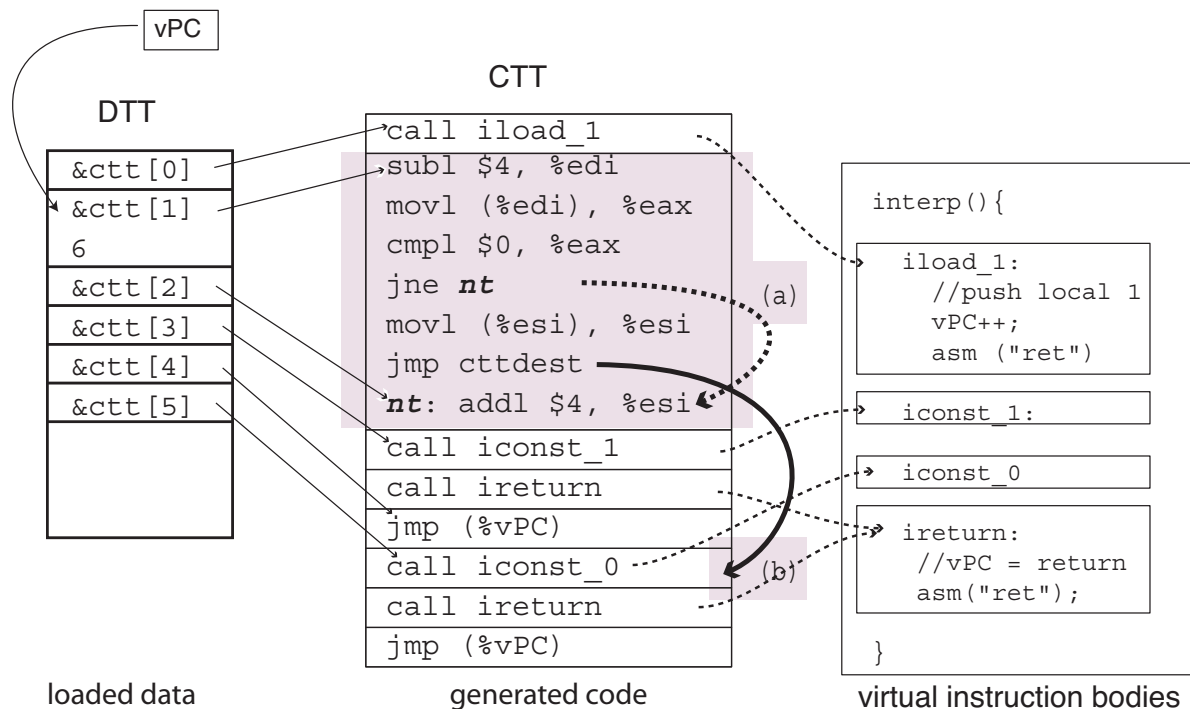 vPC
DTT
&ctt[0]
&ctt[1]
6
&ctt[2]
&ctt[3]
&ctt[4]
&ctt[5]
loaded data
CTT
call iload_1
subl $4, %edi
movl (%edi), %eax
cmpl $0, %eax
jne nt
movl (%esi), %esi
jmp cttdest
nt: addl $4, %esi
call iconst_1
call ireturn
jmp (%vPC)
call iconst_0
call ireturn
jmp (%vPC)
(a)
(b)
generated code
interp(){
iload_1:
//push local 1
vPC++;
asm ("ret")
iconst_1:
iconst_0
ireturn:
//vPC = return
asm("ret");
}
virtual instruction bodies